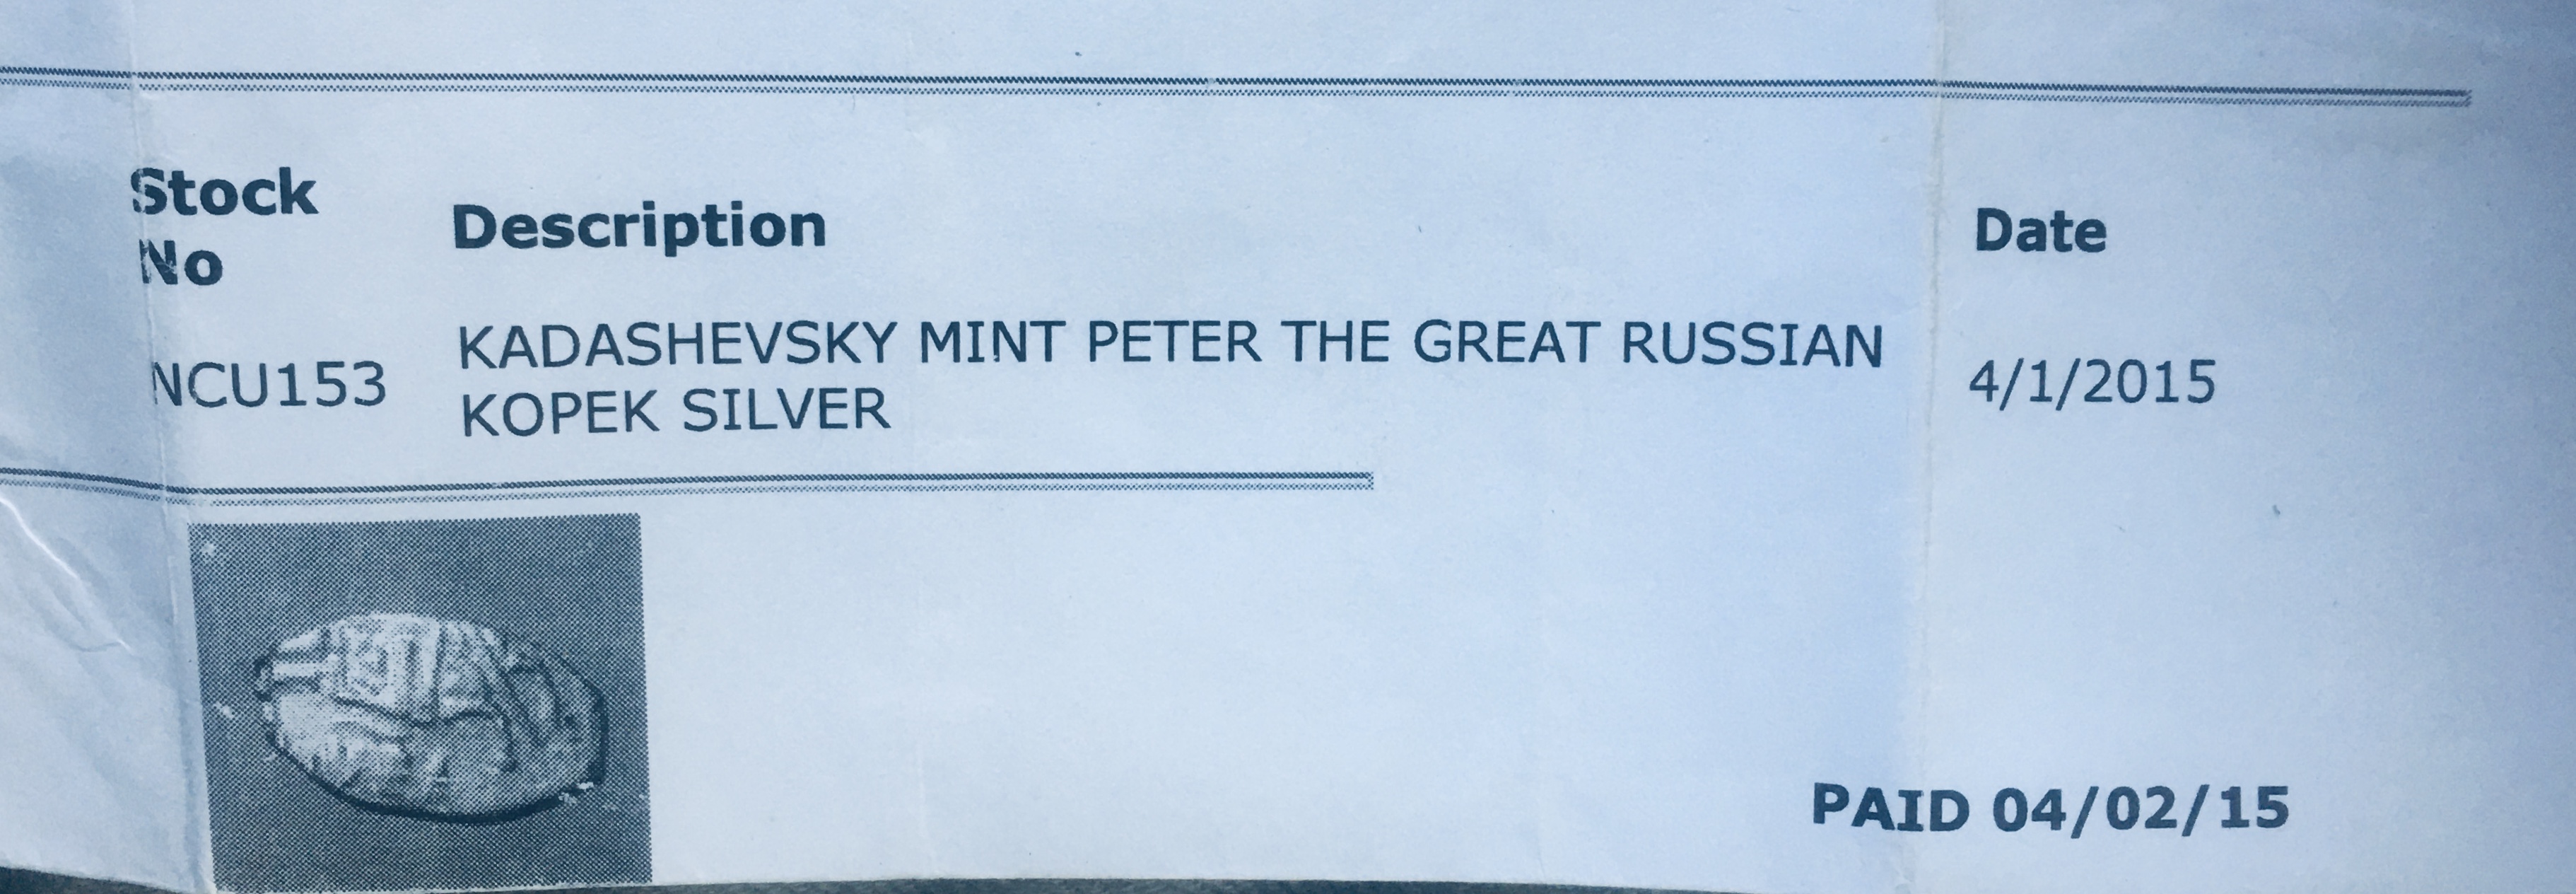 Stock
No
Description
Date
NCU153
KADASHEVSKY MINT PETER THE GREAT RUSSIAN
KOPEK SILVER
4/1/2015
PAID 04/02/15